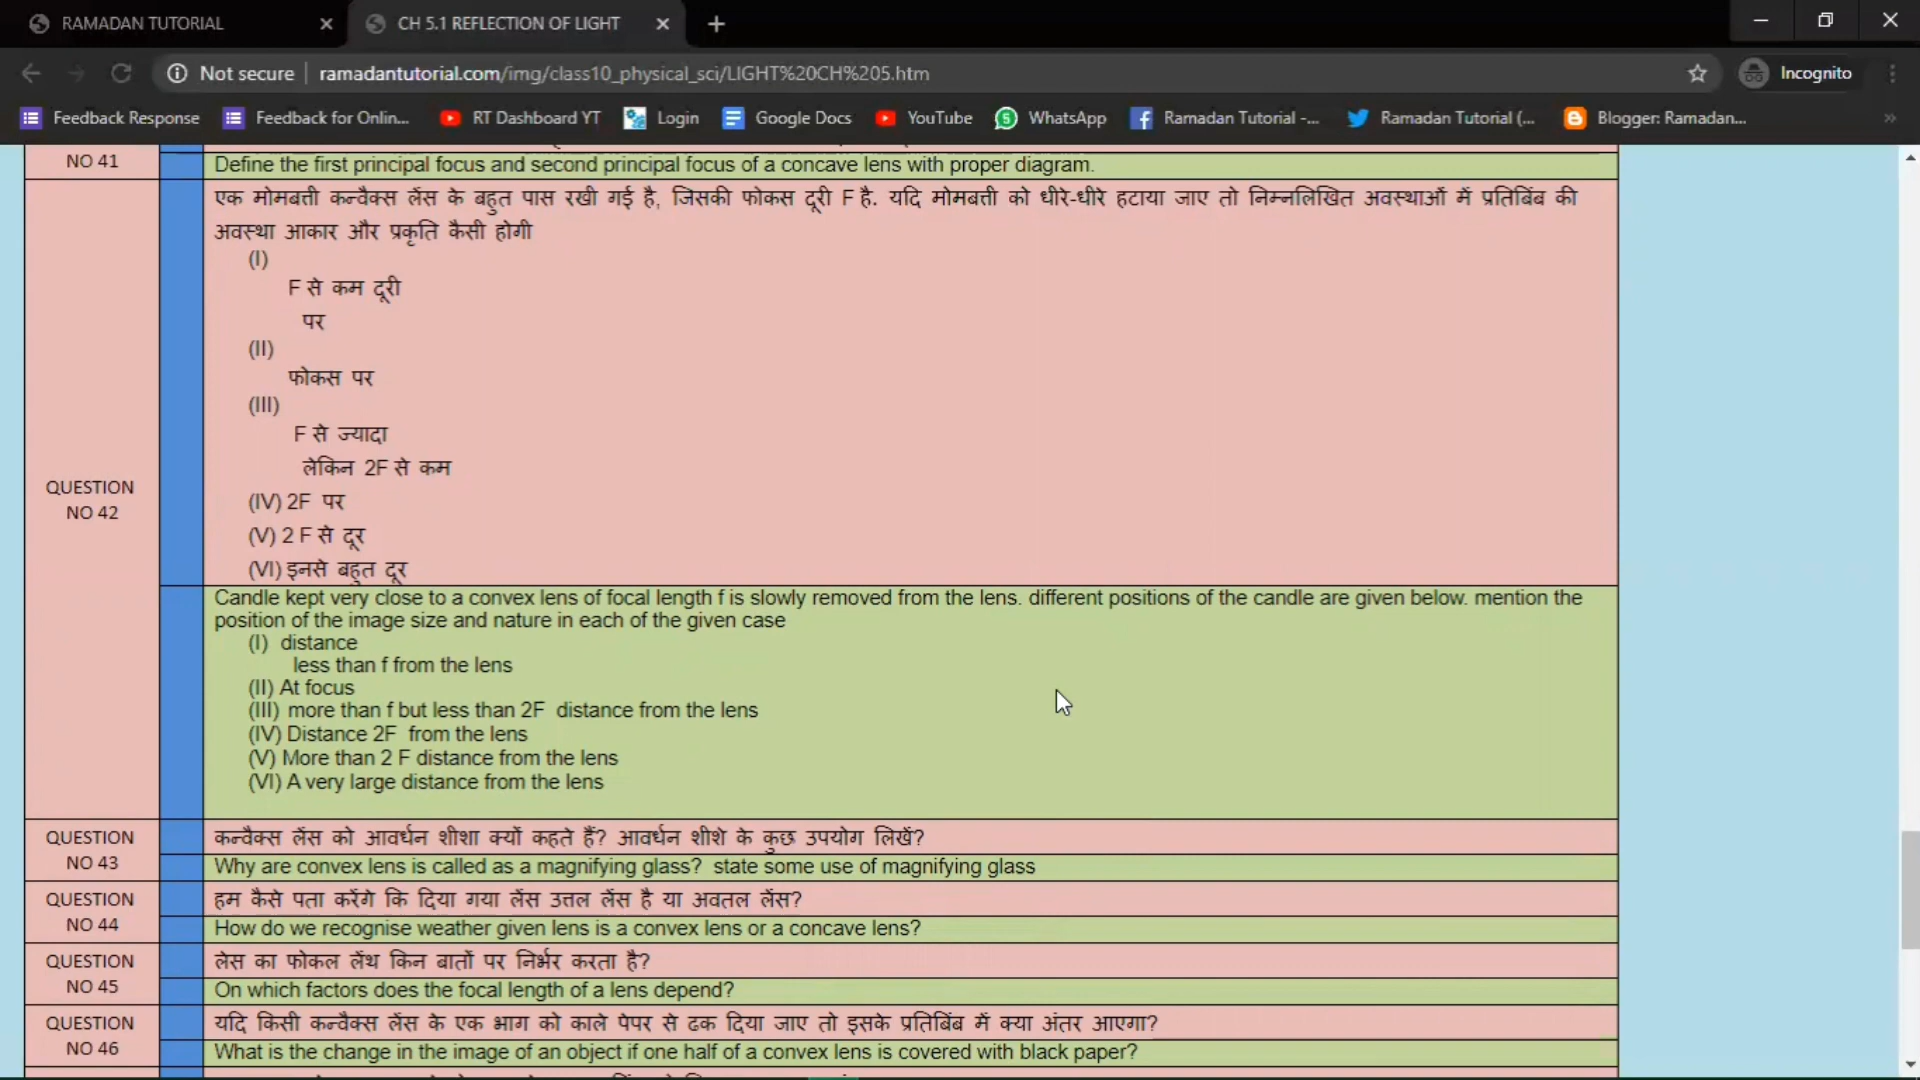 RAMADAN TUTORIAL
CH 5.1 REFLECTION OF LIGHT
Not secure
ramadantutorial.com/img/class10_physical_sci/LIGHT%20CH%205.htm
Incognito
Feedback Response
Feedback for Onlin...
RT Dashboard YT
Login
Google Docs
YouTube
WhatsApp
Ramadan Tutorial -...
Ramadan Tutorial (...
Blogger: Ramadan...
NO 41
Define the first principal focus and second principal focus of a concave lens with proper diagram.
QUESTION
NO 42
एक मोमबत्ती कन्वैक्स लेंस के बहुत पास रखी गई है, जिसकी फोकस दूरी F है. यदि मोमबत्ती को धीरे-धीरे हटाया जाए तो निम्नलिखित अवस्थाओं में प्रतिबिंब की
अवस्था आकार और प्रकृति कैसी होगी
(I)
F से कम दूरी
पर
(II)
फोकस पर
(III)
F से ज्यादा
लेकिन 2F से कम
(IV) 2F पर
(V) 2 F से दूर
(VI) इनसे बहुत दूर
Candle kept very close to a convex lens of focal length f is slowly removed from the lens. different positions of the candle are given below. mention the
position of the image size and nature in each of the given case
(I) distance
less than f from the lens
(II) At focus
(III) more than f but less than 2F distance from the lens
(IV) Distance 2F from the lens
(V) More than 2 F distance from the lens
(VI) A very large distance from the lens
QUESTION
NO 43
कन्वैक्स लेंस को आवर्धन शीशा क्यों कहते हैं? आवर्धन शीशे के कुछ उपयोग लिखें?
Why are convex lens is called as a magnifying glass? state some use of magnifying glass
QUESTION
NO 44
हम कैसे पता करेंगे कि दिया गया लेंस उत्तल लेंस है या अवतल लेंस?
How do we recognise weather given lens is a convex lens or a concave lens?
QUESTION
NO 45
लेस का फोकल लेंथ किन बातों पर निर्भर करता है?
On which factors does the focal length of a lens depend?
QUESTION
NO 46
यदि किसी कन्वैक्स लेंस के एक भाग को काले पेपर से ढक दिया जाए तो इसके प्रतिबिंब में क्या अंतर आएगा?
What is the change in the image of an object if one half of a convex lens is covered with black paper?